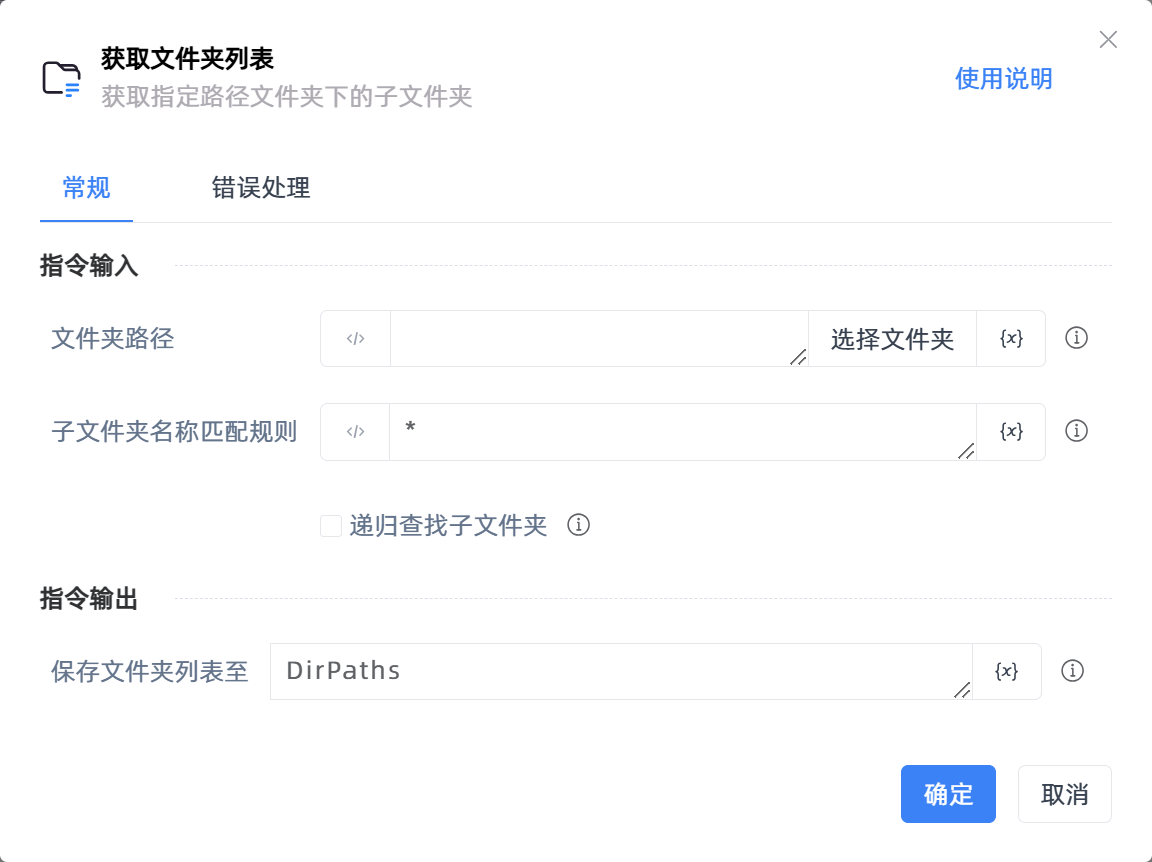 获取文件夹列表
获取指定路径文件夹下的子文件夹
使用说明
常规
错误处理
指令输入
文件夹路径
</>
选择文件夹
{x}
子文件夹名称匹配规则
</>
*
{x}
递归查找子文件夹
指令输出
保存文件夹列表至
DirPaths
{x}
确定
取消